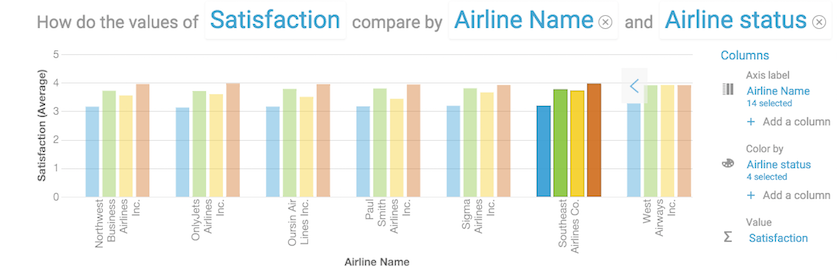 How do the values of Satisfaction compare by Airline Name and Airline status
Columns
5
4
3
2
1
0
Satisfaction (Average)
Northwest Business Airlines Inc.
OnlyJets Airlines Inc.
Oursin Air Lines Inc.
Paul Smith Airlines Inc.
Sigma Airlines Inc.
Southeast Airlines Co.
West Airways Inc.
Airline Name
Axis label
Airline Name
14 selected
+ Add a column
Color by
Airline status
4 selected
+ Add a column
Value
Σ Satisfaction